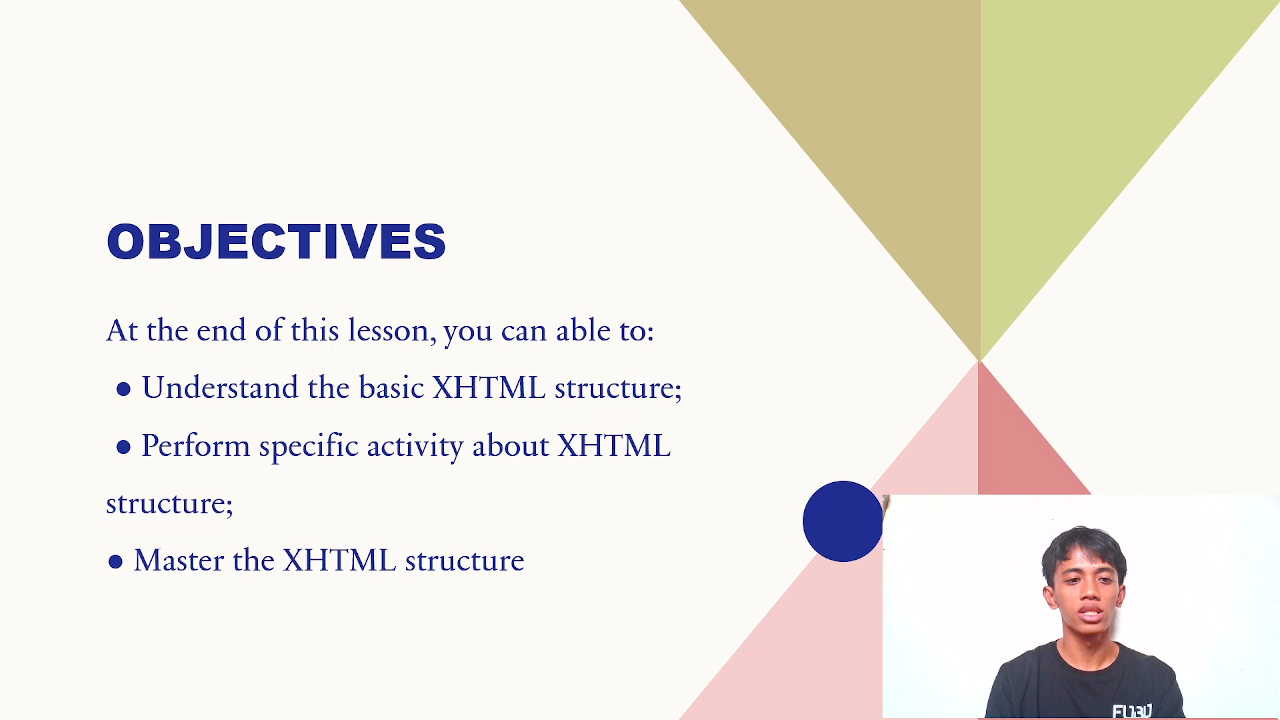 OBJECTIVES
At the end of this lesson, you can able to:
● Understand the basic XHTML structure;
● Perform specific activity about XHTML
structure;
● Master the XHTML structure